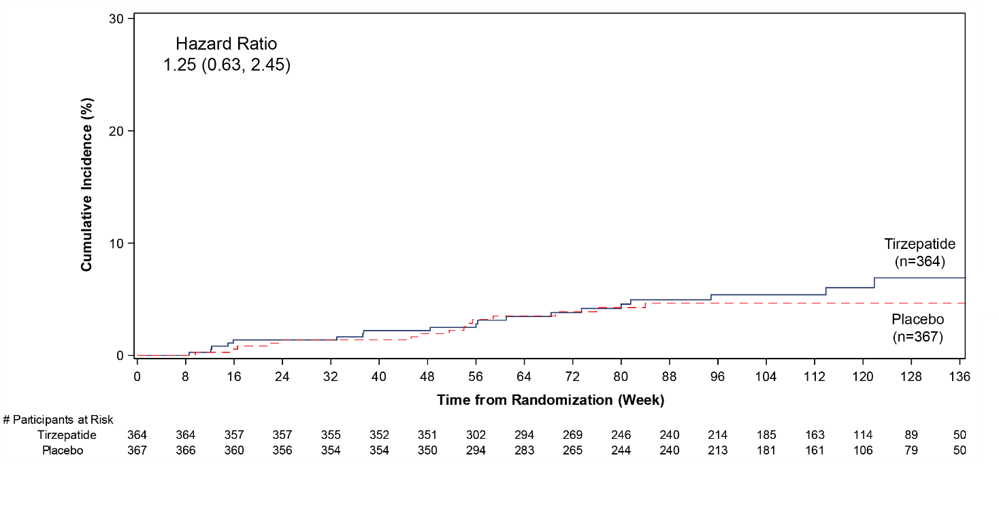 30
Hazard Ratio
1.25 (0.63, 2.45)
20
Cumulative Incidence (%)
10
Tirzepatide
(n=364)
Placebo
(n=367)
0
0 8 16 24 32 40 48 56 64 72 80 88 96 104 112 120 128 136
Time from Randomization (Week)
# Participants at Risk
Tirzepatide 364 364 357 357 355 352 351 302 294 269 246 240 214 185 163 114 89 50
Placebo 367 366 360 356 354 354 350 294 283 265 244 240 213 181 161 106 79 50